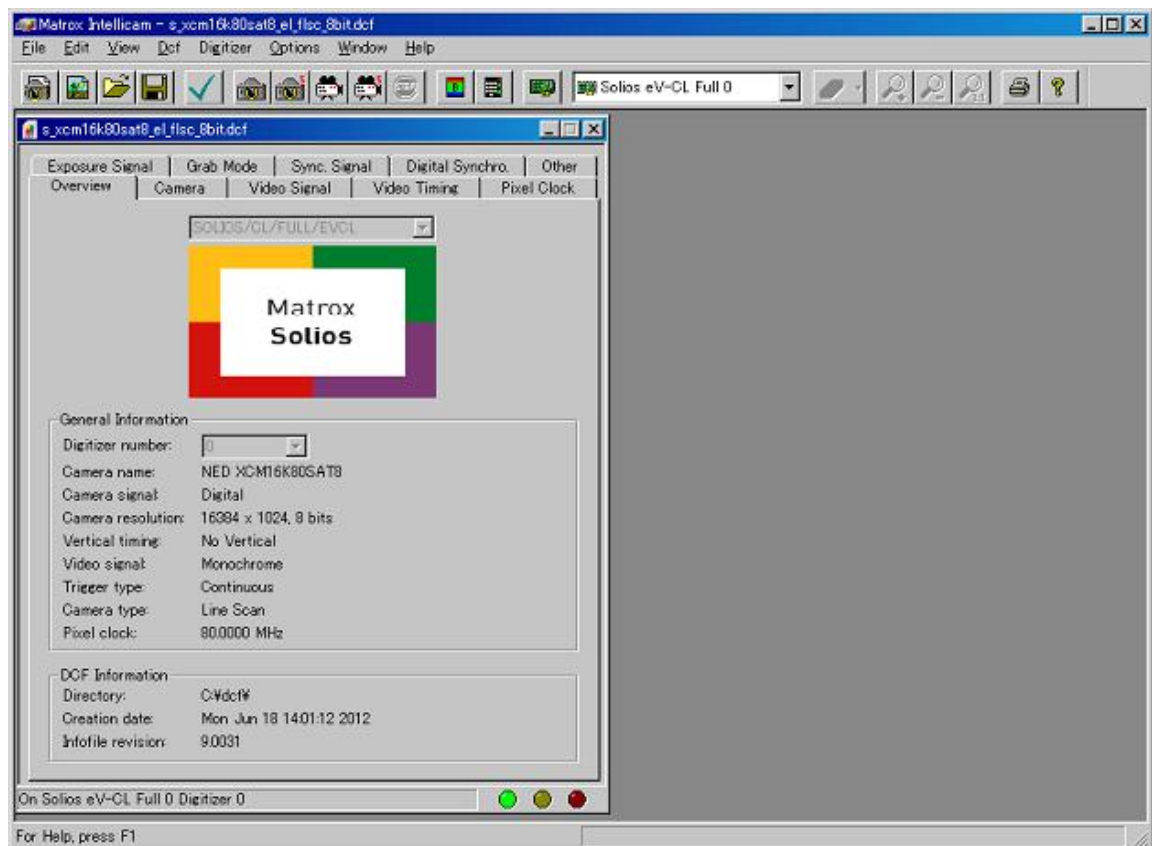 Matrox Intellicam - s_xcm16k80sat8_el_flsc_8bit.dcf
File Edit View Dcf Digitizer Options Window Help
Solios eV-CL Full 0
s_xcm16k80sat8_el_flsc_8bit.dcf
Exposure Signal Grab Mode Sync. Signal Digital Synchro. Other
Overview Camera Video Signal Video Timing Pixel Clock
SOLIOS/CL/FULL/EVCL
Matrox
Solios
General Information
Digitizer number: 0
Camera name: NED XCM16K80SAT8
Camera signal: Digital
Camera resolution: 16384 x 1024, 8 bits
Vertical timing: No Vertical
Video signal: Monochrome
Trigger type: Continuous
Camera type: Line Scan
Pixel clock: 80.0000 MHz
DCF Information
Directory: C:¥dcf¥
Creation date: Mon Jun 18 14:01:12 2012
Infofile revision: 9.0031
On Solios eV-CL Full 0 Digitizer 0
For Help, press F1